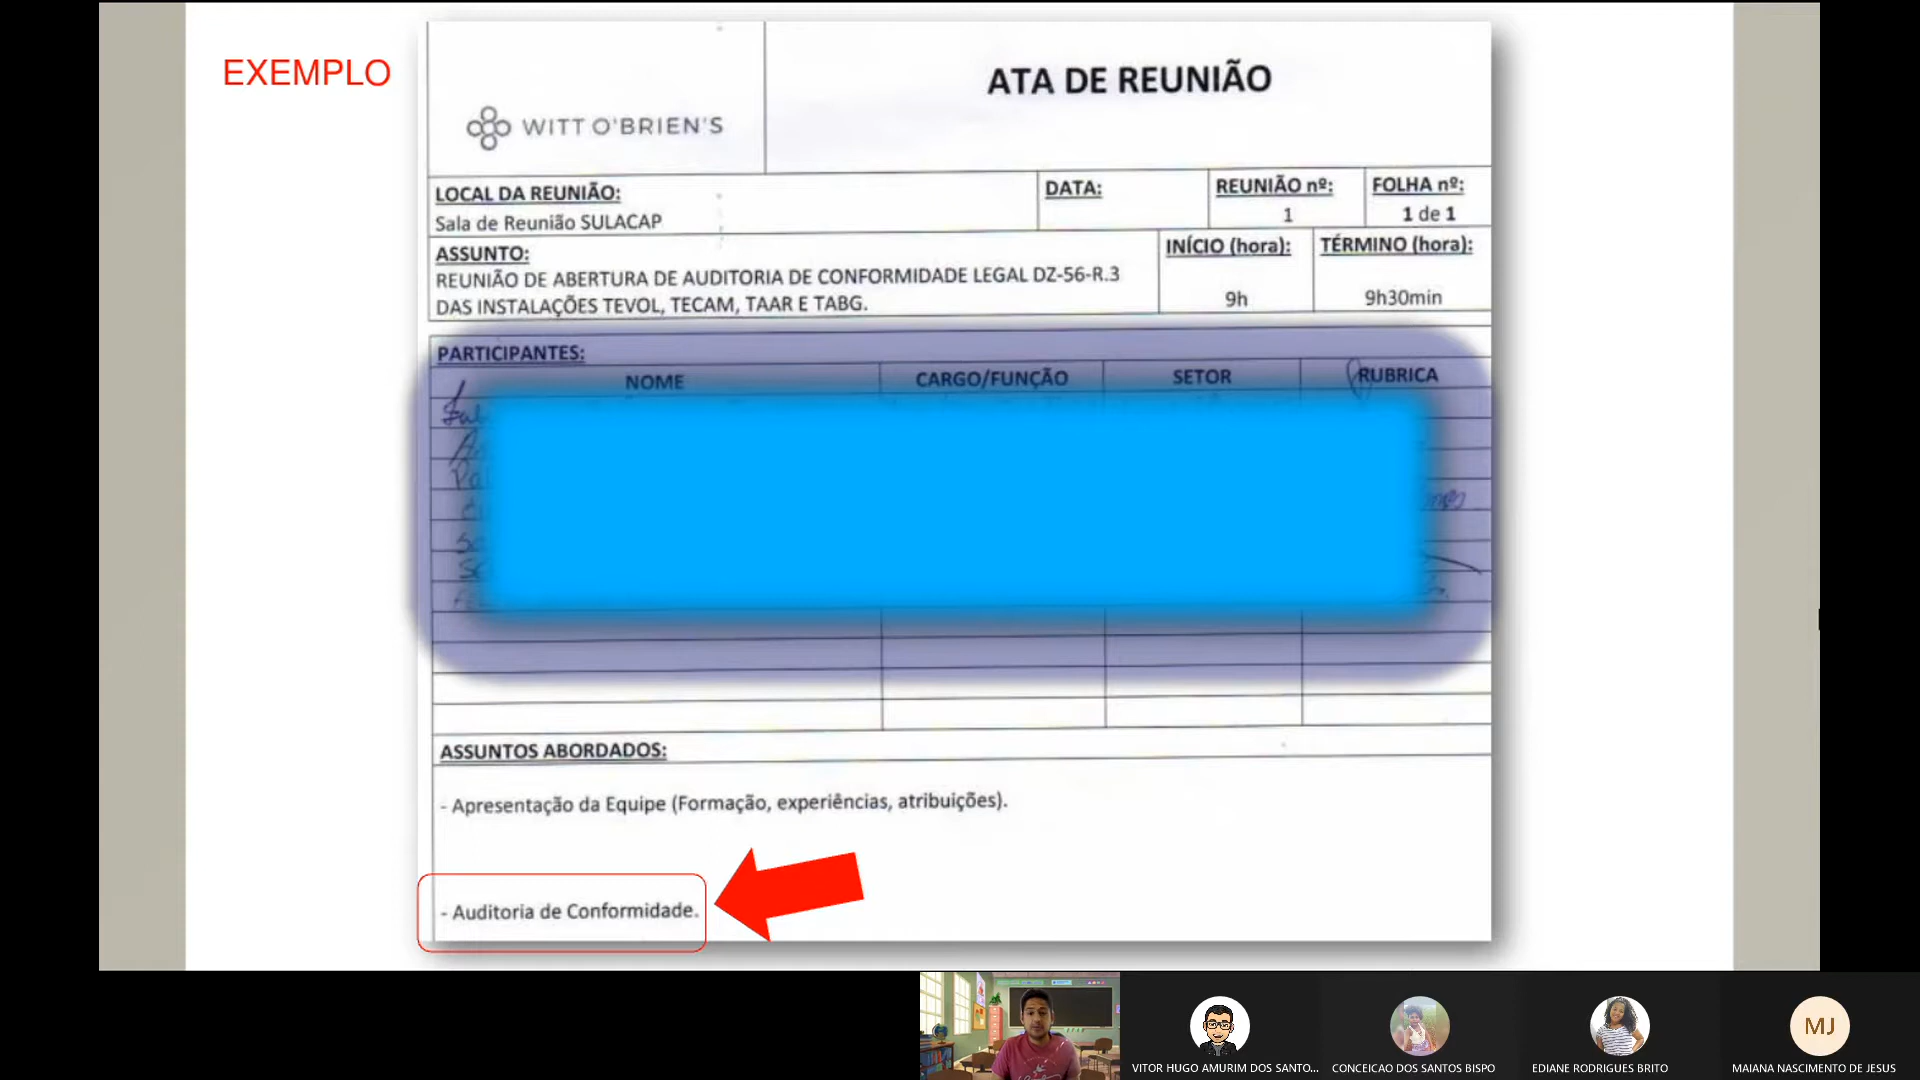 EXEMPLO
WITT O'BRIEN'S
ATA DE REUNIÃO
LOCAL DA REUNIÃO:
Sala de Reunião SULACAP
DATA:
REUNIÃO nº:
1
FOLHA nº:
1 de 1
ASSUNTO:
REUNIÃO DE ABERTURA DE AUDITORIA DE CONFORMIDADE LEGAL DZ-56-R.3
DAS INSTALAÇÕES TEVOL, TECAM, TAAR E TABG.
INÍCIO (hora):
9h
TÉRMINO (hora):
9h30min
PARTICIPANTES:
NOME CARGO/FUNÇÃO SETOR RUBRICA
ASSUNTOS ABORDADOS:
- Apresentação da Equipe (Formação, experiências, atribuições).
- Auditoria de Conformidade.
MJ
VITOR HUGO AMURIM DOS SANTO... CONCEICAO DOS SANTOS BISPO EDIANE RODRIGUES BRITO MAIANA NASCIMENTO DE JESUS